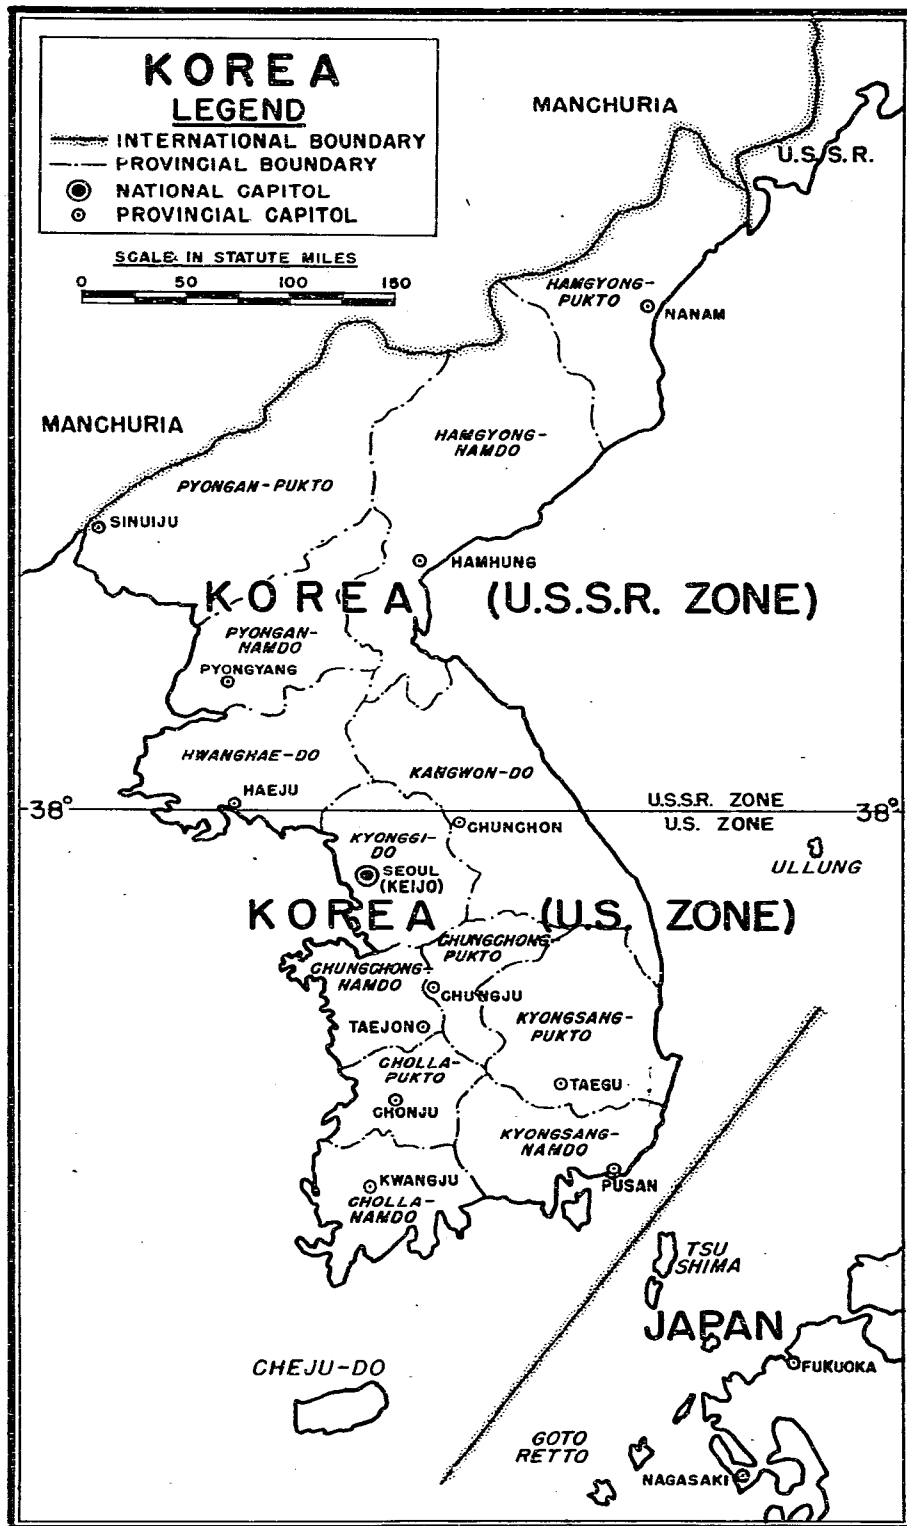 KOREA
LEGEND
INTERNATIONAL BOUNDARY
PROVINCIAL BOUNDARY
NATIONAL CAPITOL
PROVINCIAL CAPITOL
SCALE IN STATUTE MILES
0 50 100 150
MANCHURIA
U.S.S.R.
HAMGYONG-
PUKTO
NANAM
MANCHURIA
HAMGYONG-
NAMDO
PYONGAN-PUKTO
SINUIJU
HAMHUNG
KOREA (U.S.S.R. ZONE)
PYONGAN-
NAMDO
PYONGYANG
HWANGHAE-DO
KANGWON-DO
HAEJU
38° U.S.S.R. ZONE 38°
U.S. ZONE
CHUNCHON
KYONGGI-
DO
SEOUL
(KEIJO)
ULLUNG
KOREA (U.S. ZONE)
CHUNGCHONG-
PUKTO
CHUNGCHONG-
NAMDO
CHUNGJU
KYONGSANG-
PUKTO
TAEJON
CHOLLA-
PUKTO
TAEGU
CHONJU
KYONGSANG-
NAMDO
KWANGJU
PUSAN
CHOLLA-
NAMDO
TSU
SHIMA
JAPAN
FUKUOKA
CHEJU-DO
GOTO
RETTO
NAGASAKI